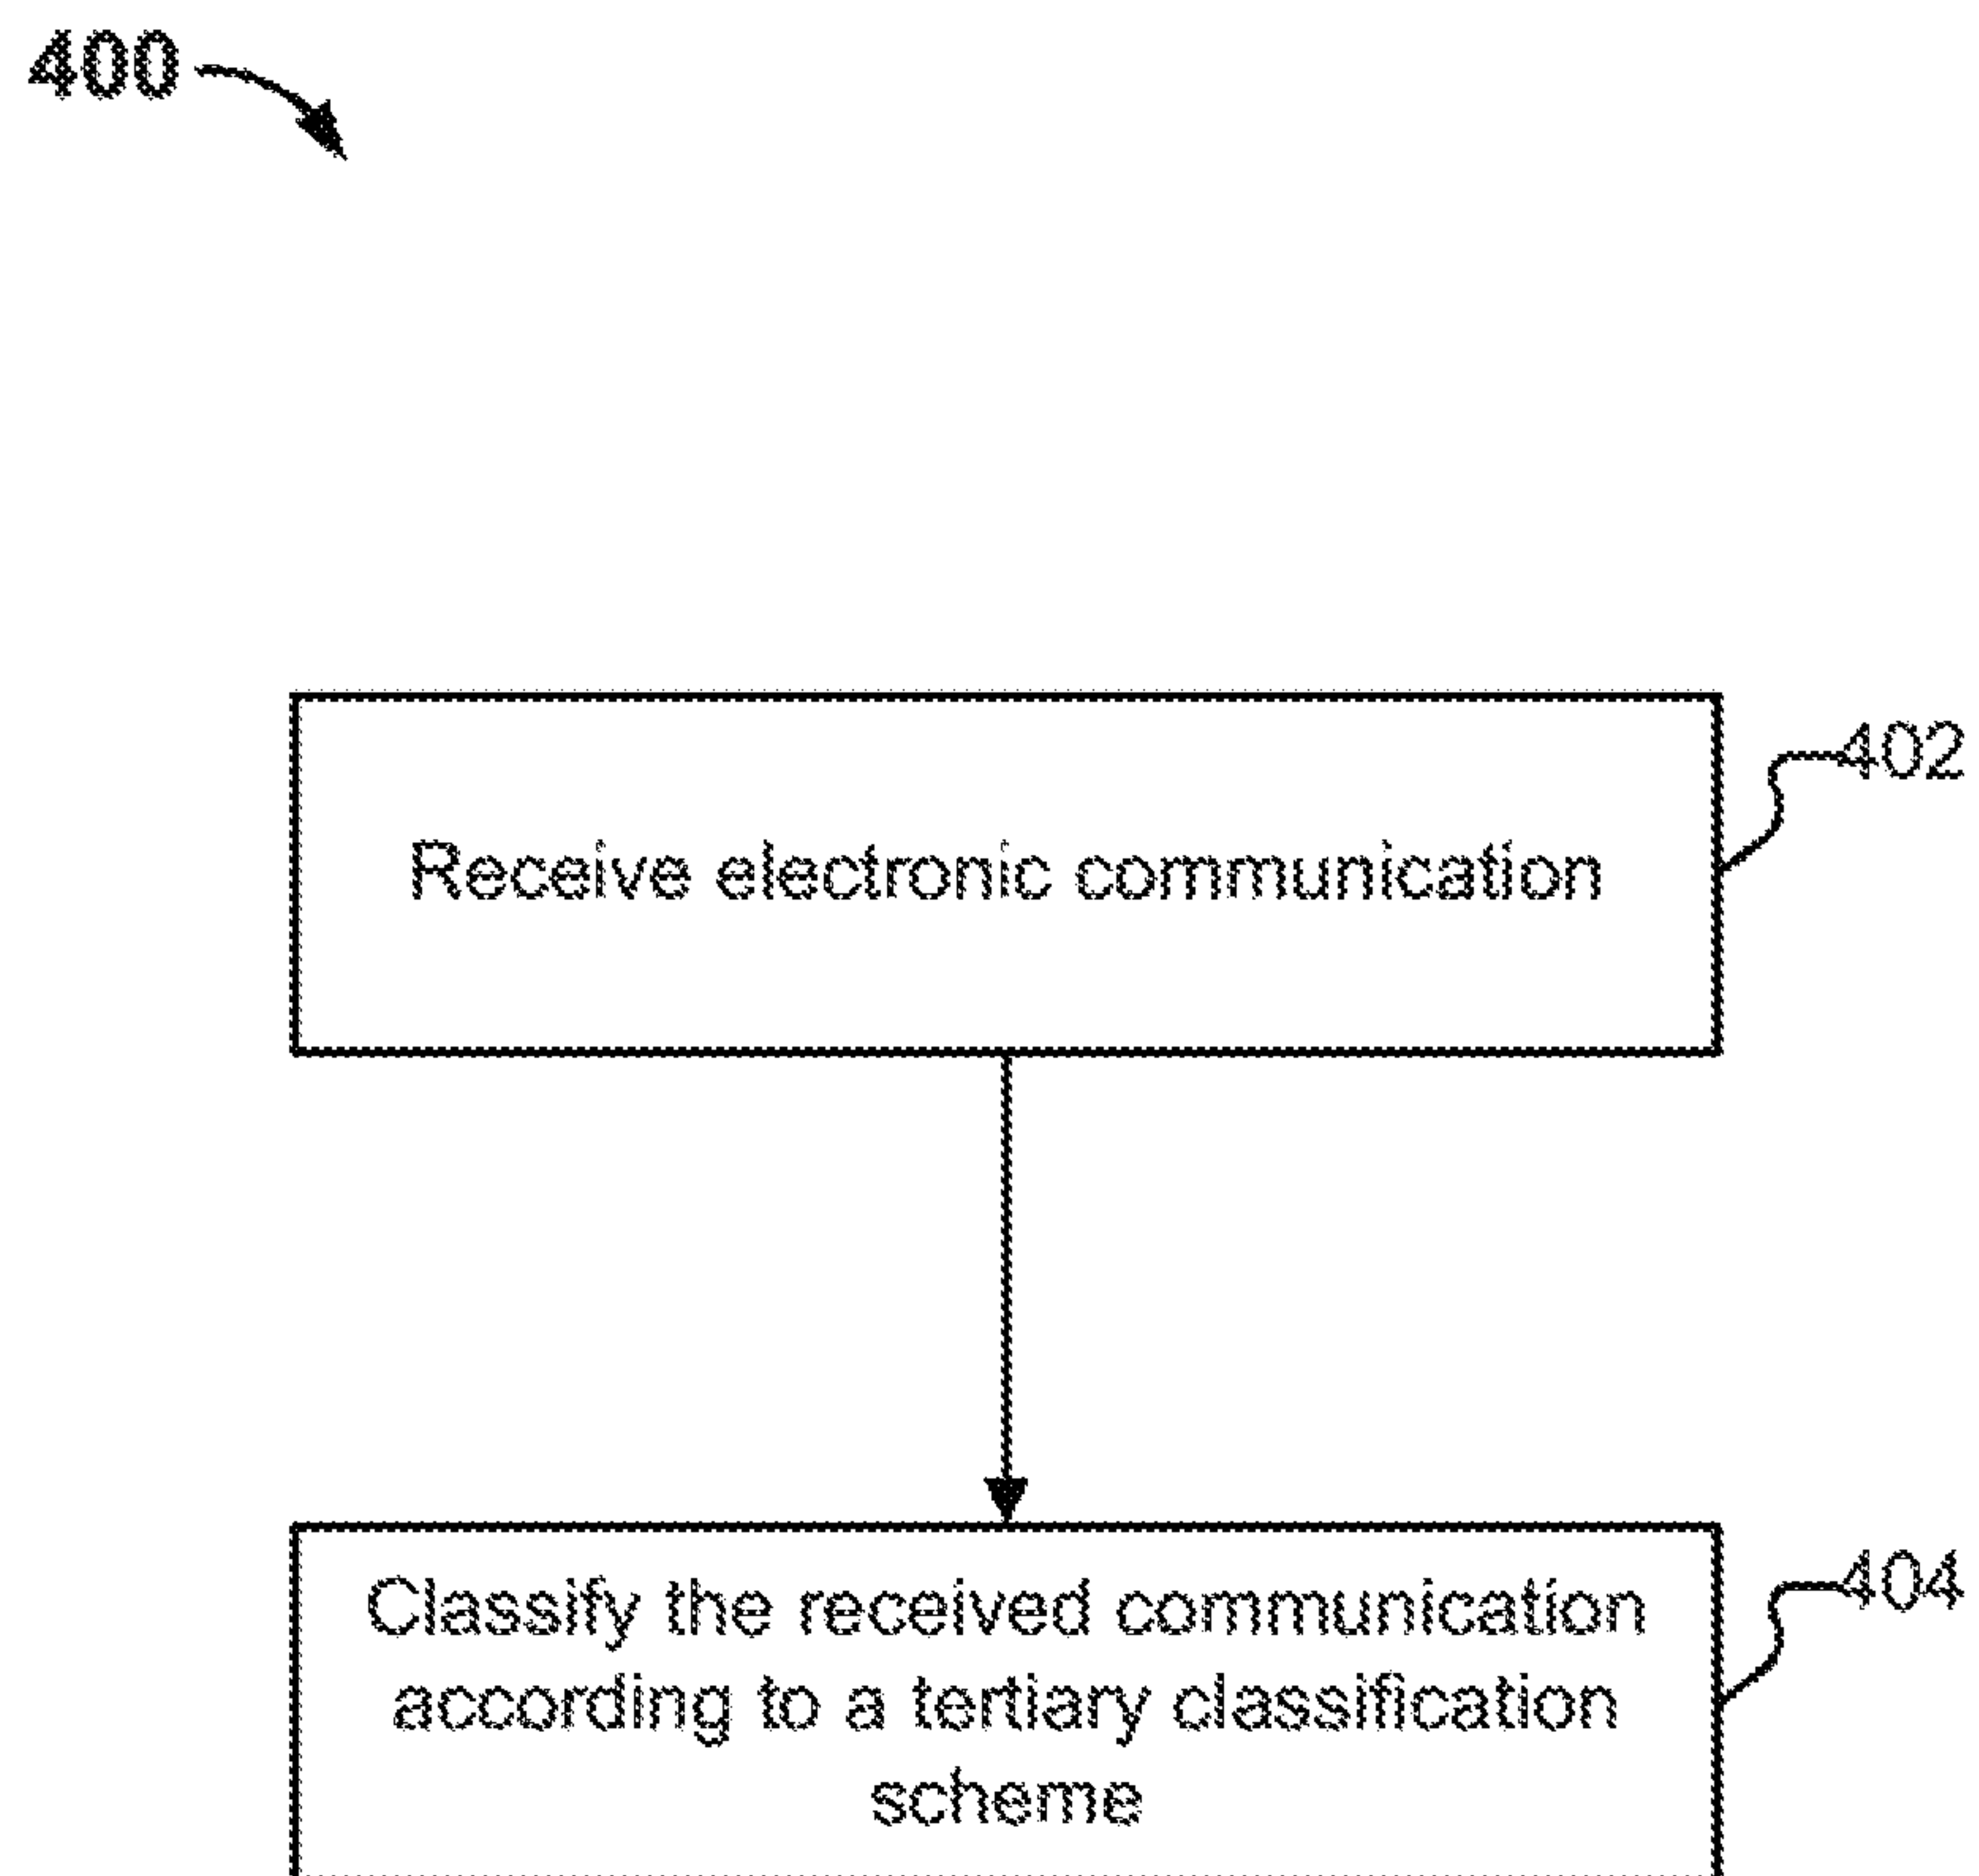 400
402
Receive electronic communication
404
Classify the received communication
according to a tertiary classification
scheme